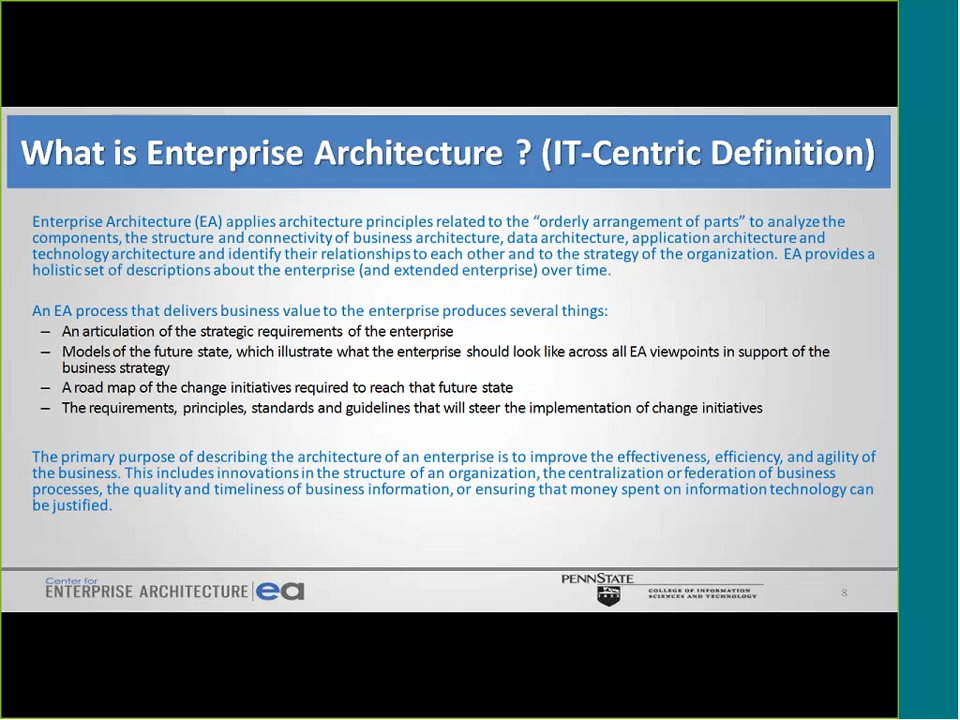 What is Enterprise Architecture ? (IT-Centric Definition)
Enterprise Architecture (EA) applies architecture principles related to the “orderly arrangement of parts” to analyze the
components, the structure and connectivity of business architecture, data architecture, application architecture and
technology architecture and identify their relationships to each other and to the strategy of the organization. EA provides a
holistic set of descriptions about the enterprise (and extended enterprise) over time.
An EA process that delivers business value to the enterprise produces several things:
– An articulation of the strategic requirements of the enterprise
– Models of the future state, which illustrate what the enterprise should look like across all EA viewpoints in support of the
business strategy
– A road map of the change initiatives required to reach that future state
– The requirements, principles, standards and guidelines that will steer the implementation of change initiatives
The primary purpose of describing the architecture of an enterprise is to improve the effectiveness, efficiency, and agility of
the business. This includes innovations in the structure of an organization, the centralization or federation of business
processes, the quality and timeliness of business information, or ensuring that money spent on information technology can
be justified.
Center for
ENTERPRISE ARCHITECTURE ea
PENNSTATE
COLLEGE OF INFORMATION
SCIENCES AND TECHNOLOGY
8